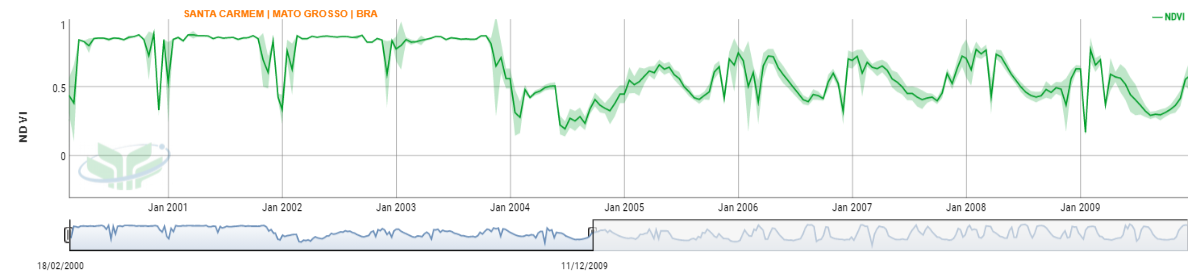 SANTA CARMEM | MATO GROSSO | BRA
NDVI
1
0.5
0
NDVI
Jan 2001 Jan 2002 Jan 2003 Jan 2004 Jan 2005 Jan 2006 Jan 2007 Jan 2008 Jan 2009
18/02/2000 11/12/2009